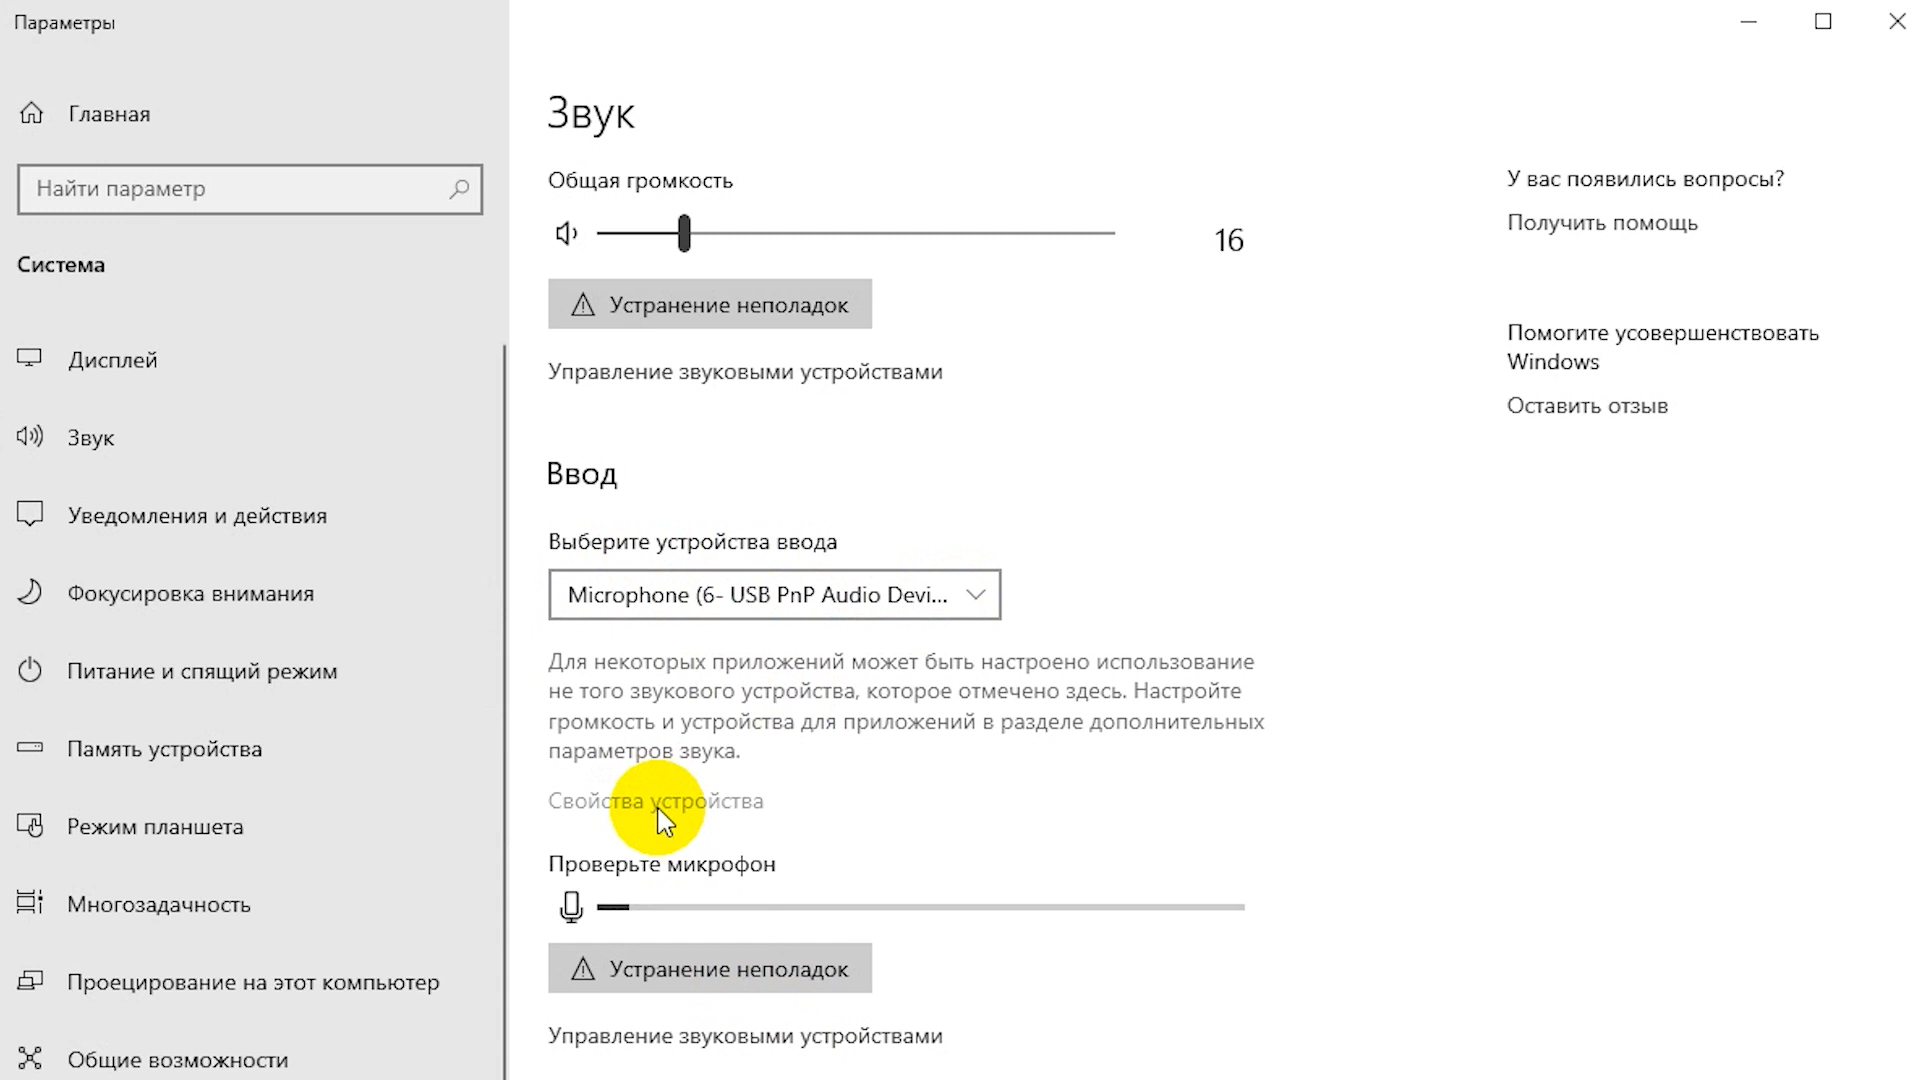 Параметры
Главная
Найти параметр
Система
Дисплей
Звук
Уведомления и действия
Фокусировка внимания
Питание и спящий режим
Память устройства
Режим планшета
Многозадачность
Проецирование на этот компьютер
Общие возможности
Звук
Общая громкость
16
Устранение неполадок
Управление звуковыми устройствами
Ввод
Выберите устройства ввода
Microphone (6- USB PnP Audio Devi...
Для некоторых приложений может быть настроено использование
не того звукового устройства, которое отмечено здесь. Настройте
громкость и устройства для приложений в разделе дополнительных
параметров звука.
Свойства устройства
Проверьте микрофон
Устранение неполадок
Управление звуковыми устройствами
У вас появились вопросы?
Получить помощь
Помогите усовершенствовать
Windows
Оставить отзыв